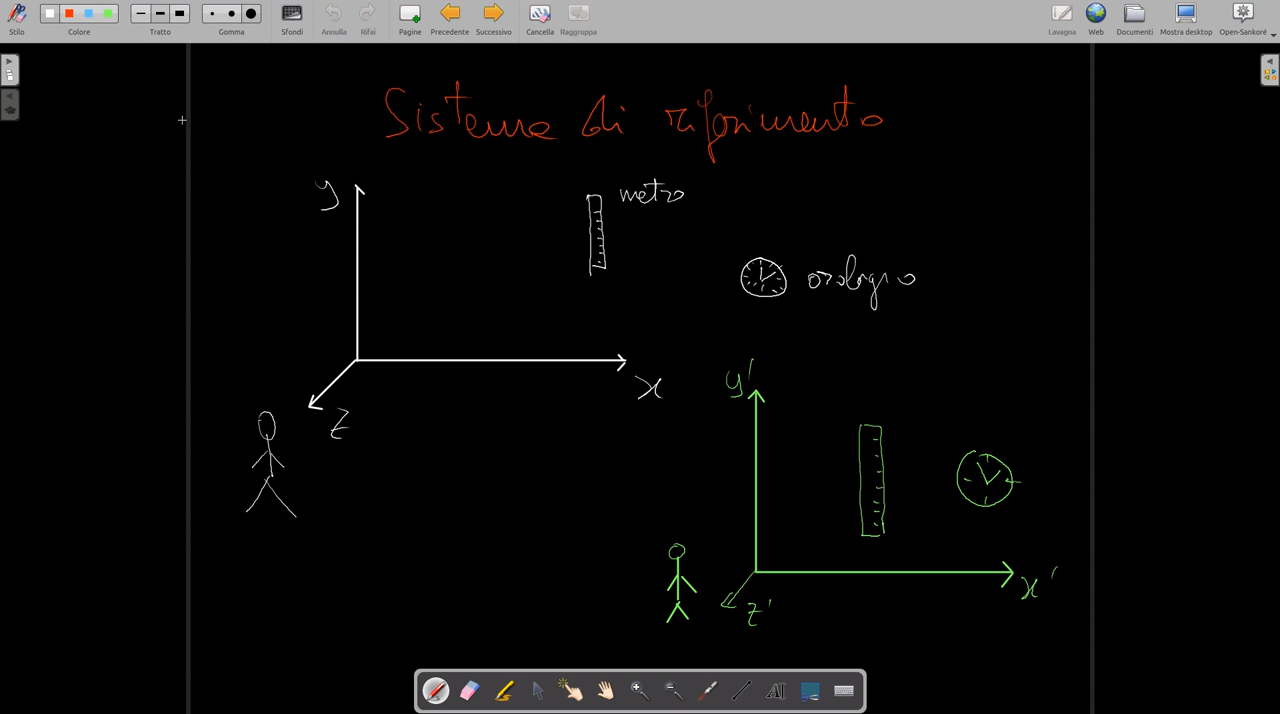 Stilo Colore Tratto Gomma Sfondi Annulla Rifai Pagine Precedente Successivo Cancella Raggruppa Lavagna Web Documenti Mostra desktop Open-Sankoré
Sistema di riferimento
y
metro
orologio
x
z
y'
x'
z'
AI